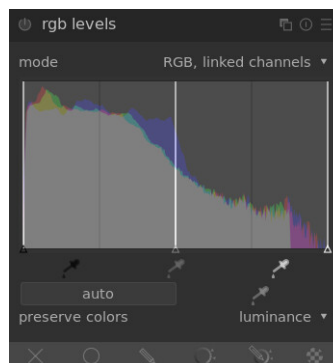 rgb levels
mode RGB, linked channels
auto
preserve colors luminance